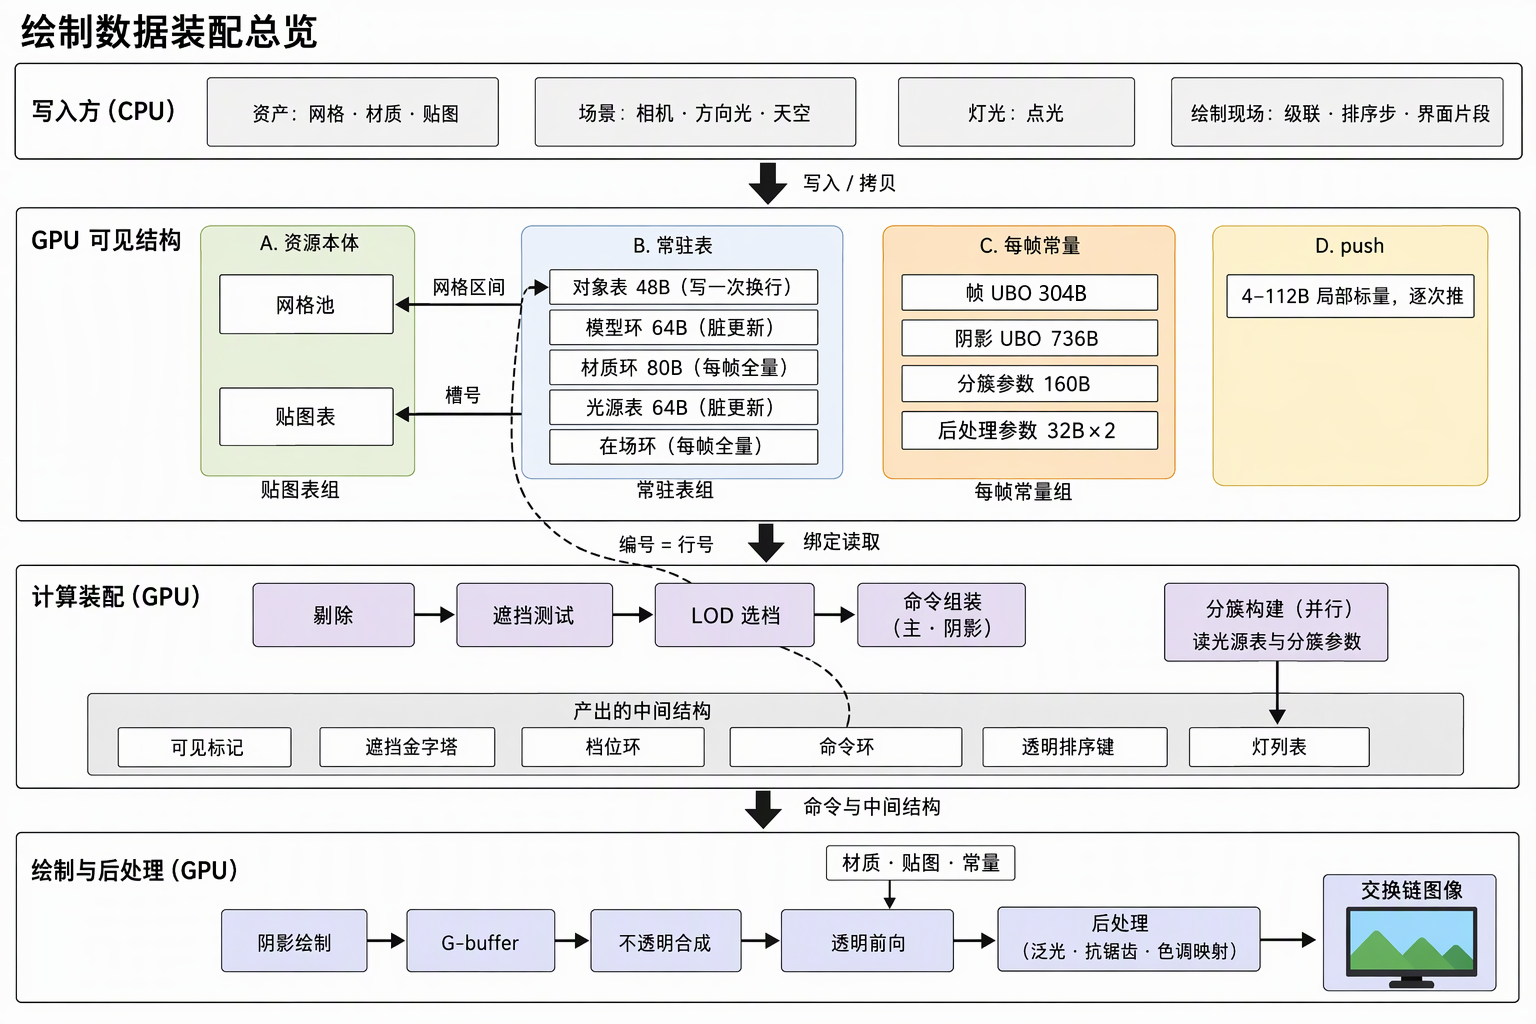 绘制数据装配总览
写入方（CPU）
资产：网格 · 材质 · 贴图
场景：相机 · 方向光 · 天空
灯光：点光
绘制现场：级联 · 排序步 · 界面片段
写入 / 拷贝
GPU 可见结构
A. 资源本体
网格池
贴图表
贴图表组
网格区间
槽号
B. 常驻表
对象表 48B（写一次换行）
模型环 64B（脏更新）
材质环 80B（每帧全量）
光源表 64B（脏更新）
在场环（每帧全量）
常驻表组
C. 每帧常量
帧 UBO 304B
阴影 UBO 736B
分簇参数 160B
后处理参数 32B×2
每帧常量组
D. push
4–112B 局部标量，逐次推
编号 = 行号
绑定读取
计算装配（GPU）
剔除
遮挡测试
LOD 选档
命令组装
（主 · 阴影）
分簇构建（并行）
读光源表与分簇参数
产出的中间结构
可见标记
遮挡金字塔
档位环
命令环
透明排序键
灯列表
命令与中间结构
绘制与后处理（GPU）
材质 · 贴图 · 常量
阴影绘制
G-buffer
不透明合成
透明前向
后处理
（泛光 · 抗锯齿 · 色调映射）
交换链图像